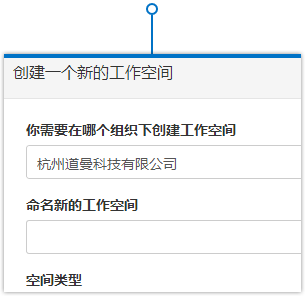 创建一个新的工作空间
你需要在哪个组织下创建工作空间
杭州道曼科技有限公司
命名新的工作空间
空间类型